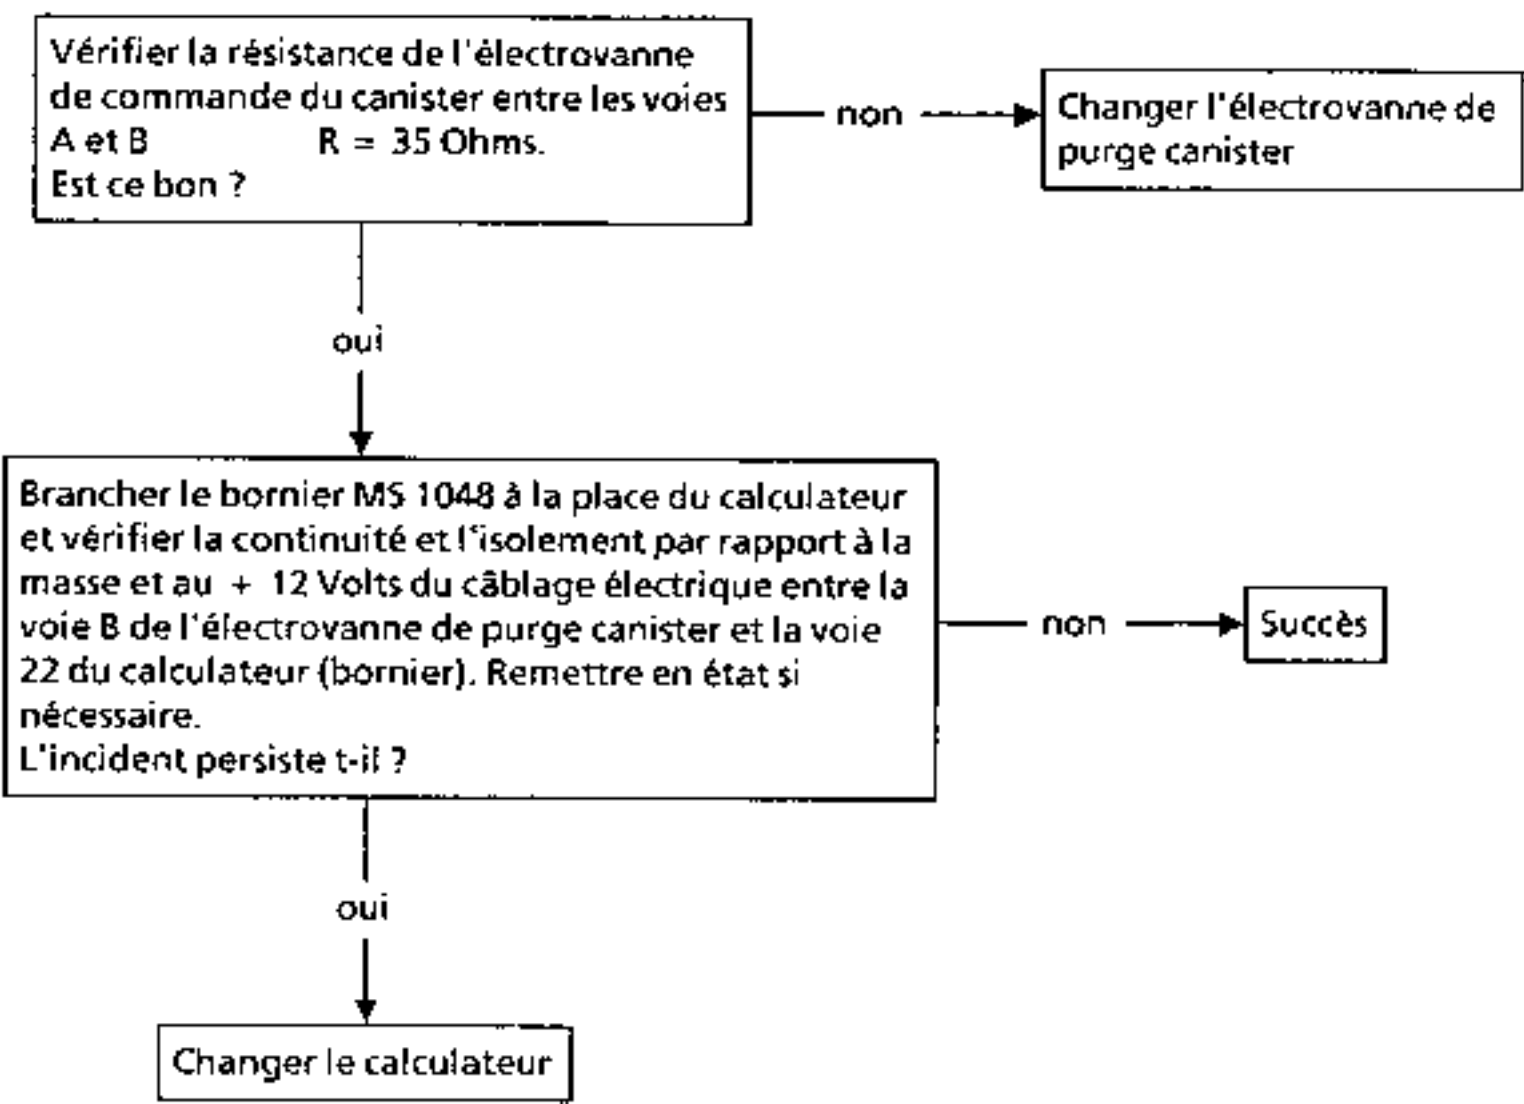 Vérifier la résistance de l'électrovanne
de commande du canister entre les voies
A et B R = 35 Ohms.
Est ce bon ?
non
Changer l'électrovanne de
purge canister
oui
Brancher le bornier MS 1048 à la place du calculateur
et vérifier la continuité et l'isolement par rapport à la
masse et au + 12 Volts du câblage électrique entre la
voie B de l'électrovanne de purge canister et la voie
22 du calculateur (bornier). Remettre en état si
nécessaire.
L'incident persiste t-il ?
non
Succès
oui
Changer le calculateur